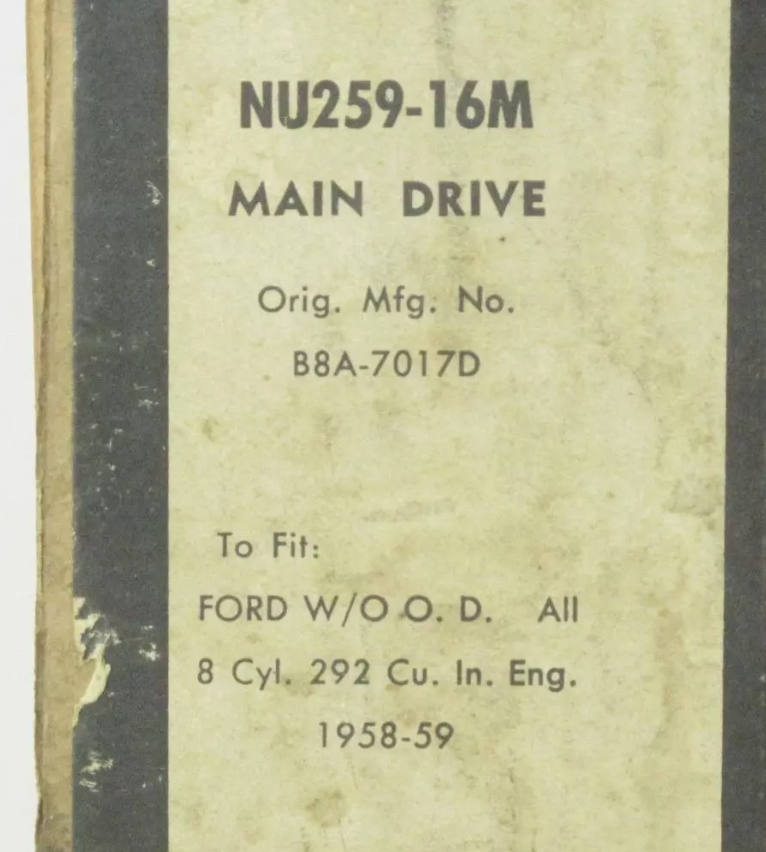 NU259-16M
MAIN DRIVE
Orig. Mfg. No.
B8A-7017D
To Fit:
FORD W/O O. D. All
8 Cyl. 292 Cu. In. Eng.
1958-59